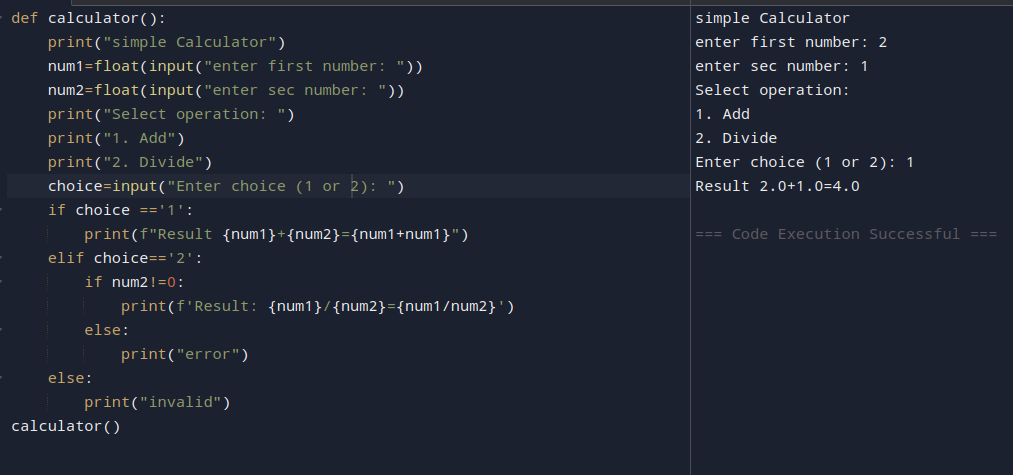 def calculator():
    print("simple Calculator")
    num1=float(input("enter first number: "))
    num2=float(input("enter sec number: "))
    print("Select operation: ")
    print("1. Add")
    print("2. Divide")
    choice=input("Enter choice (1 or 2): ")
    if choice =='1':
        print(f"Result {num1}+{num2}={num1+num1}")
    elif choice=='2':
        if num2!=0:
            print(f'Result: {num1}/{num2}={num1/num2}')
        else:
            print("error")
    else:
        print("invalid")
calculator()
simple Calculator
enter first number: 2
enter sec number: 1
Select operation:
1. Add
2. Divide
Enter choice (1 or 2): 1
Result 2.0+1.0=4.0
=== Code Execution Successful ===